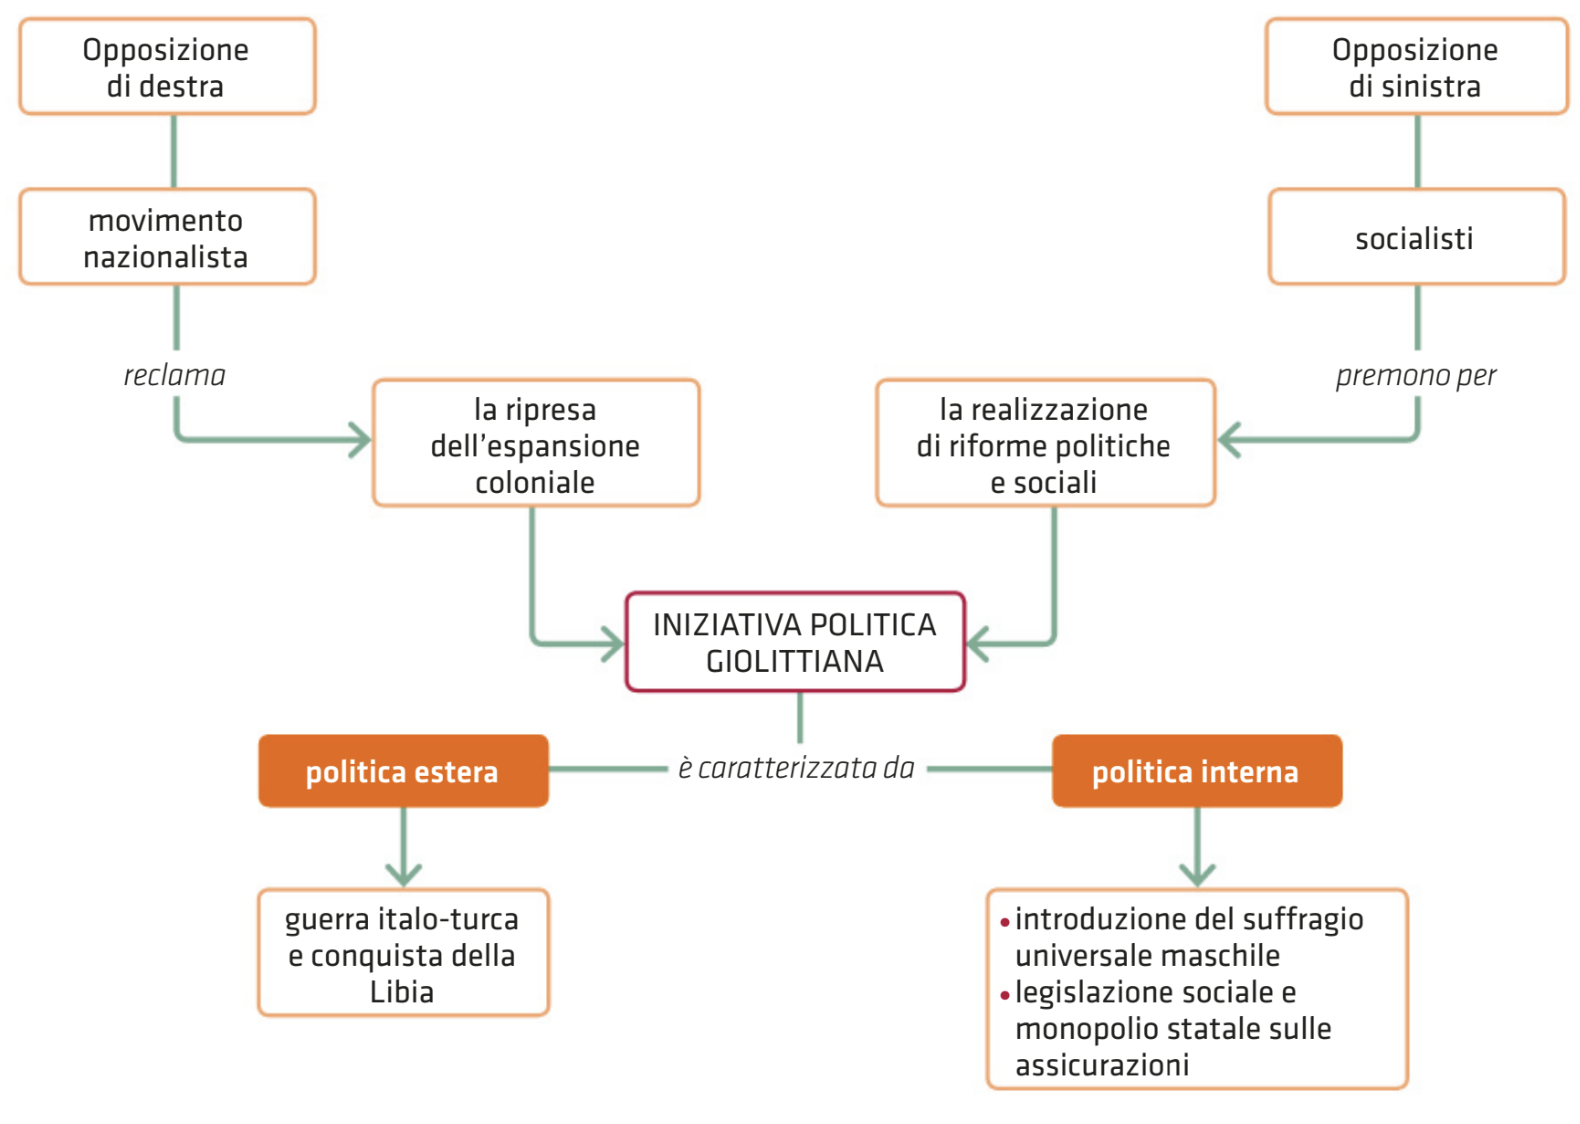 Opposizione
di destra
Opposizione
di sinistra
movimento
nazionalista
socialisti
reclama
premono per
la ripresa
dell'espansione
coloniale
la realizzazione
di riforme politiche
e sociali
INIZIATIVA POLITICA
GIOLITTIANA
politica estera
è caratterizzata da
politica interna
guerra italo-turca
e conquista della
Libia
• introduzione del suffragio
universale maschile
• legislazione sociale e
monopolio statale sulle
assicurazioni